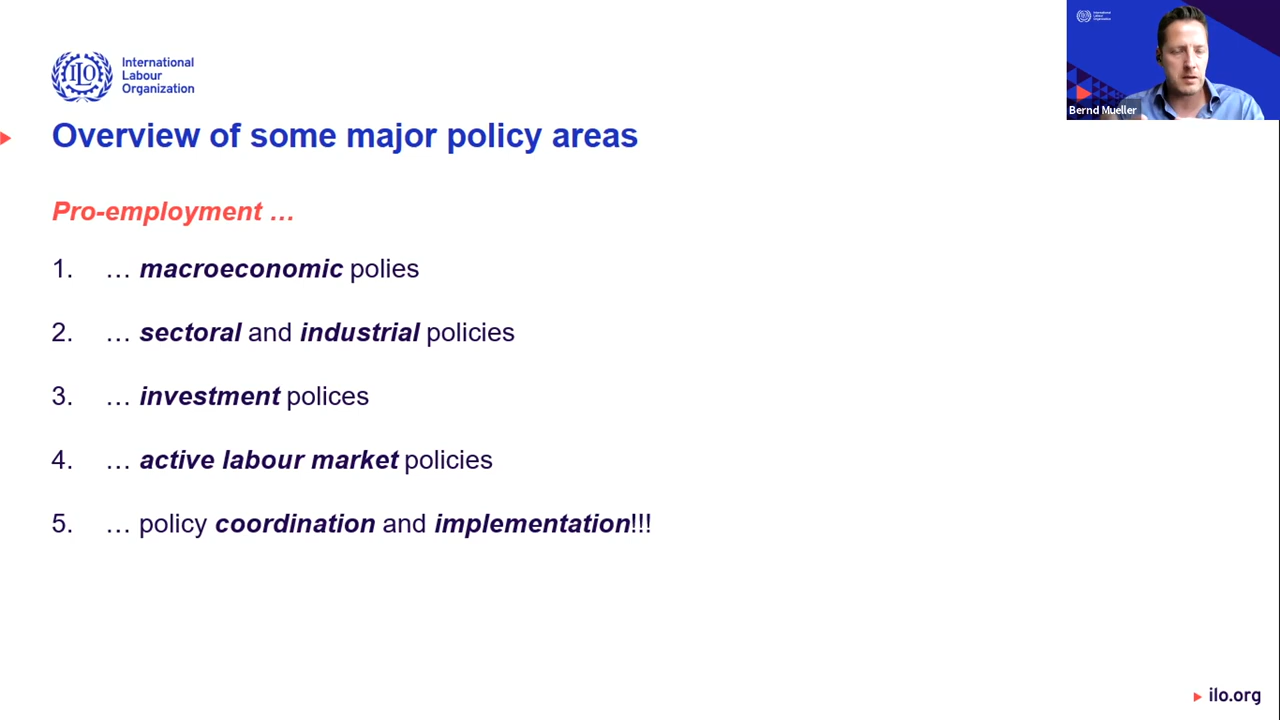 International
Labour
Organization
Overview of some major policy areas
Pro-employment …
1. … macroeconomic polies
2. … sectoral and industrial policies
3. … investment polices
4. … active labour market policies
5. … policy coordination and implementation!!!
Bernd Mueller
ilo.org